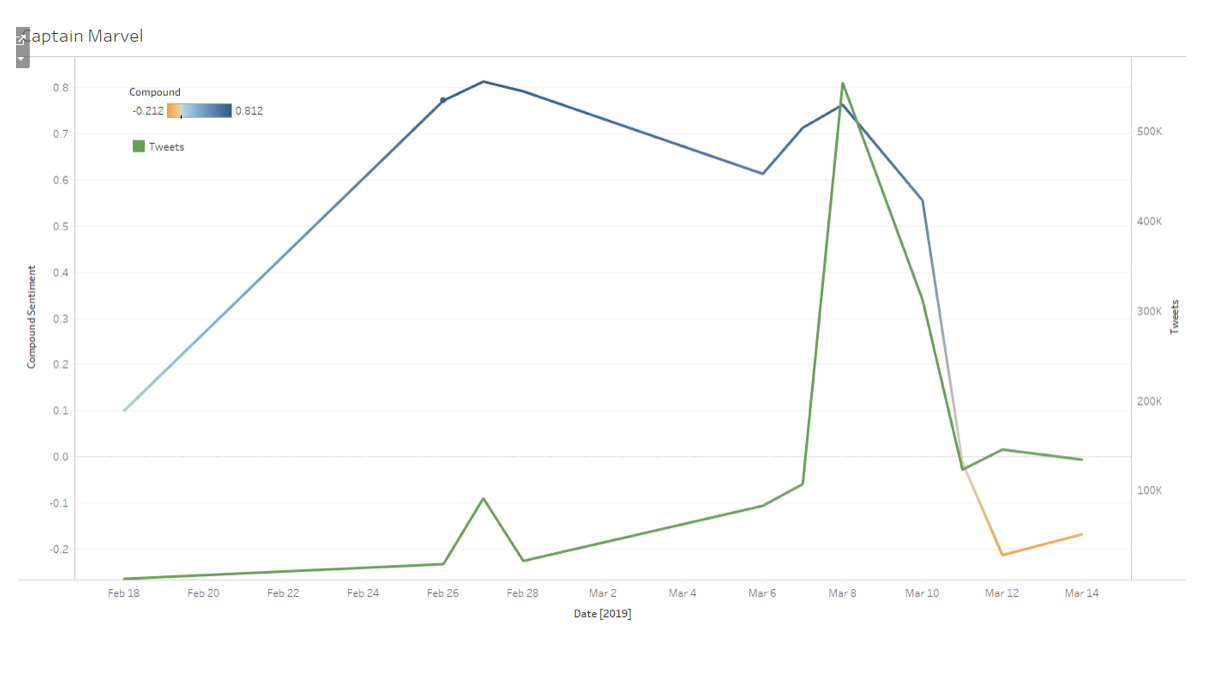 Captain Marvel
Compound
-0.212 0.812
Tweets
0.8
0.7
0.6
0.5
0.4
0.3
0.2
0.1
0.0
-0.1
-0.2
Compound Sentiment
500K
400K
300K
200K
100K
Tweets
Feb 18 Feb 20 Feb 22 Feb 24 Feb 26 Feb 28 Mar 2 Mar 4 Mar 6 Mar 8 Mar 10 Mar 12 Mar 14
Date [2019]